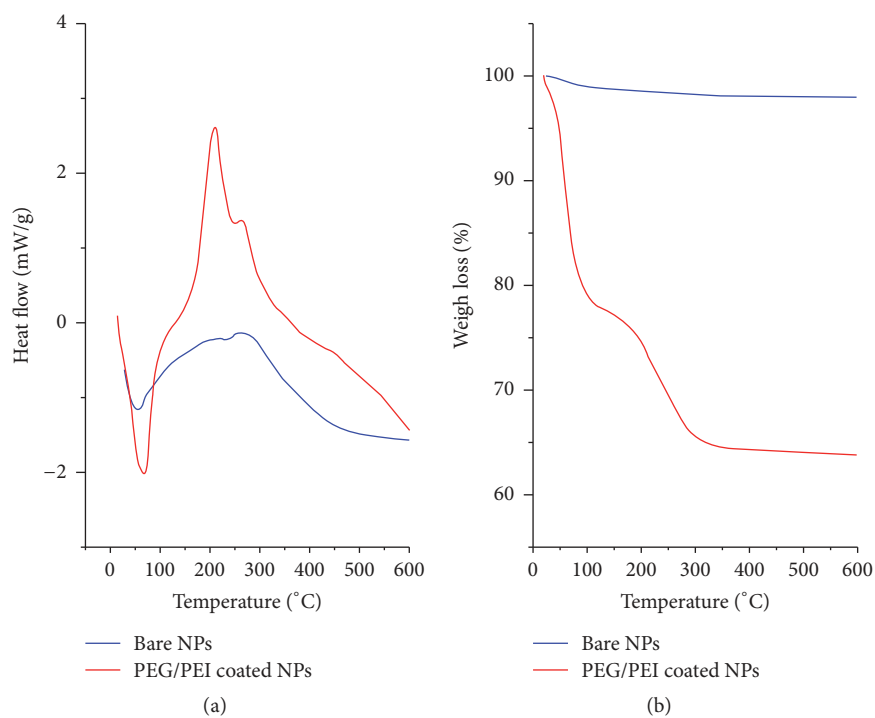 4
2
0
−2
Heat flow (mW/g)
0 100 200 300 400 500 600
Temperature (°C)
Bare NPs
PEG/PEI coated NPs
(a)
100
90
80
70
60
Weigh loss (%)
0 100 200 300 400 500 600
Temperature (°C)
Bare NPs
PEG/PEI coated NPs
(b)